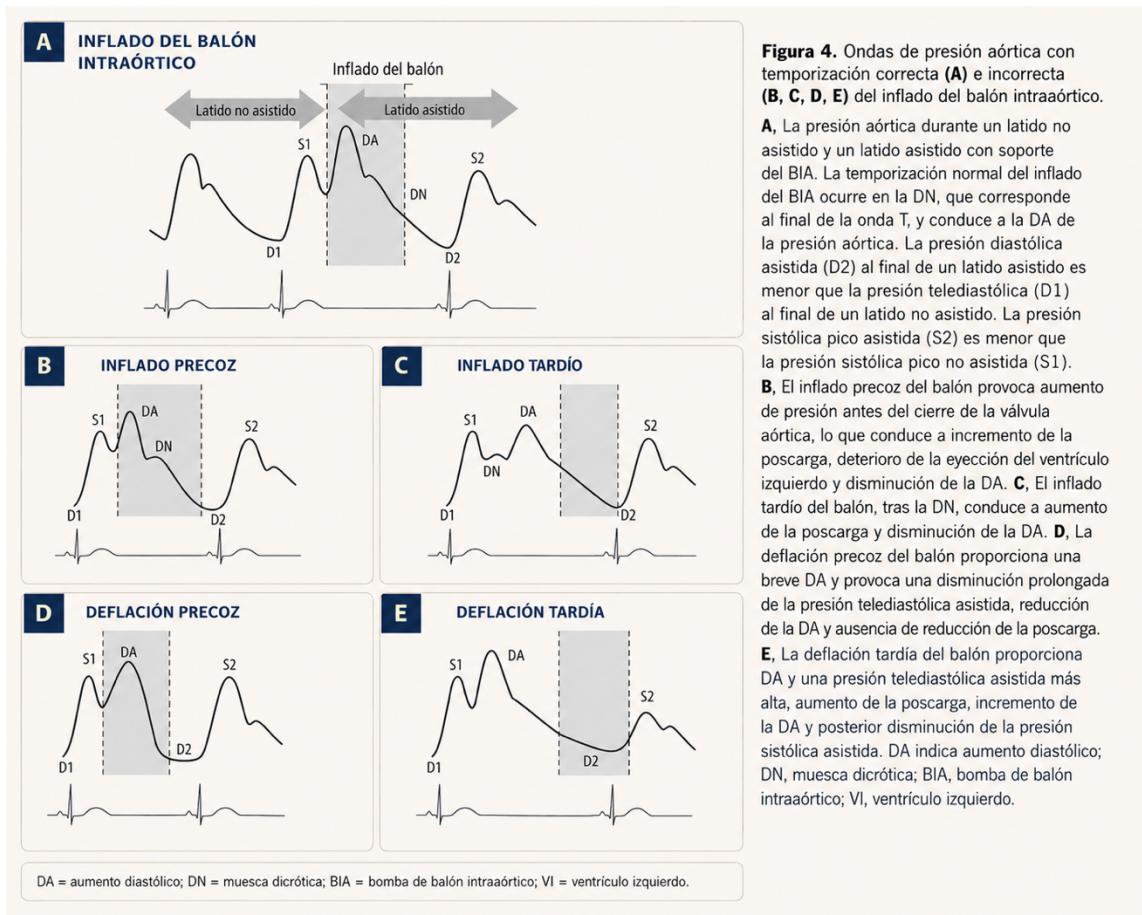 A
INFLADO DEL BALÓN
INTRAÓRTICO
Inflado del balón
Latido no asistido
Latido asistido
S1
DA
DN
S2
D1
D2
B
INFLADO PRECOZ
S1
DA
DN
S2
D1
D2
C
INFLADO TARDÍO
S1
DA
DN
S2
D1
D2
D
DEFLACIÓN PRECOZ
S1
DA
S2
D1
D2
E
DEFLACIÓN TARDÍA
S1
DA
S2
D1
D2
DA = aumento diastólico; DN = muesca dicrótica; BIA = bomba de balón intraaórtico; VI = ventrículo izquierdo.
Figura 4. Ondas de presión aórtica con
temporización correcta (A) e incorrecta
(B, C, D, E) del inflado del balón intraaórtico.
A, La presión aórtica durante un latido no
asistido y un latido asistido con soporte
del BIA. La temporización normal del inflado
del BIA ocurre en la DN, que corresponde
al final de la onda T, y conduce a la DA de
la presión aórtica. La presión diastólica
asistida (D2) al final de un latido asistido es
menor que la presión telediastólica (D1)
al final de un latido no asistido. La presión
sistólica pico asistida (S2) es menor que
la presión sistólica pico no asistida (S1).
B, El inflado precoz del balón provoca aumento
de presión antes del cierre de la válvula
aórtica, lo que conduce a incremento de la
poscarga, deterioro de la eyección del ventrículo
izquierdo y disminución de la DA. C, El inflado
tardío del balón, tras la DN, conduce a aumento
de la poscarga y disminución de la DA. D, La
deflación precoz del balón proporciona una
breve DA y provoca una disminución prolongada
de la presión telediastólica asistida, reducción
de la DA y ausencia de reducción de la poscarga.
E, La deflación tardía del balón proporciona
DA y una presión telediastólica asistida más
alta, aumento de la poscarga, incremento de
la DA y posterior disminución de la presión
sistólica asistida. DA indica aumento diastólico;
DN, muesca dicrótica; BIA, bomba de balón
intraaórtico; VI, ventrículo izquierdo.